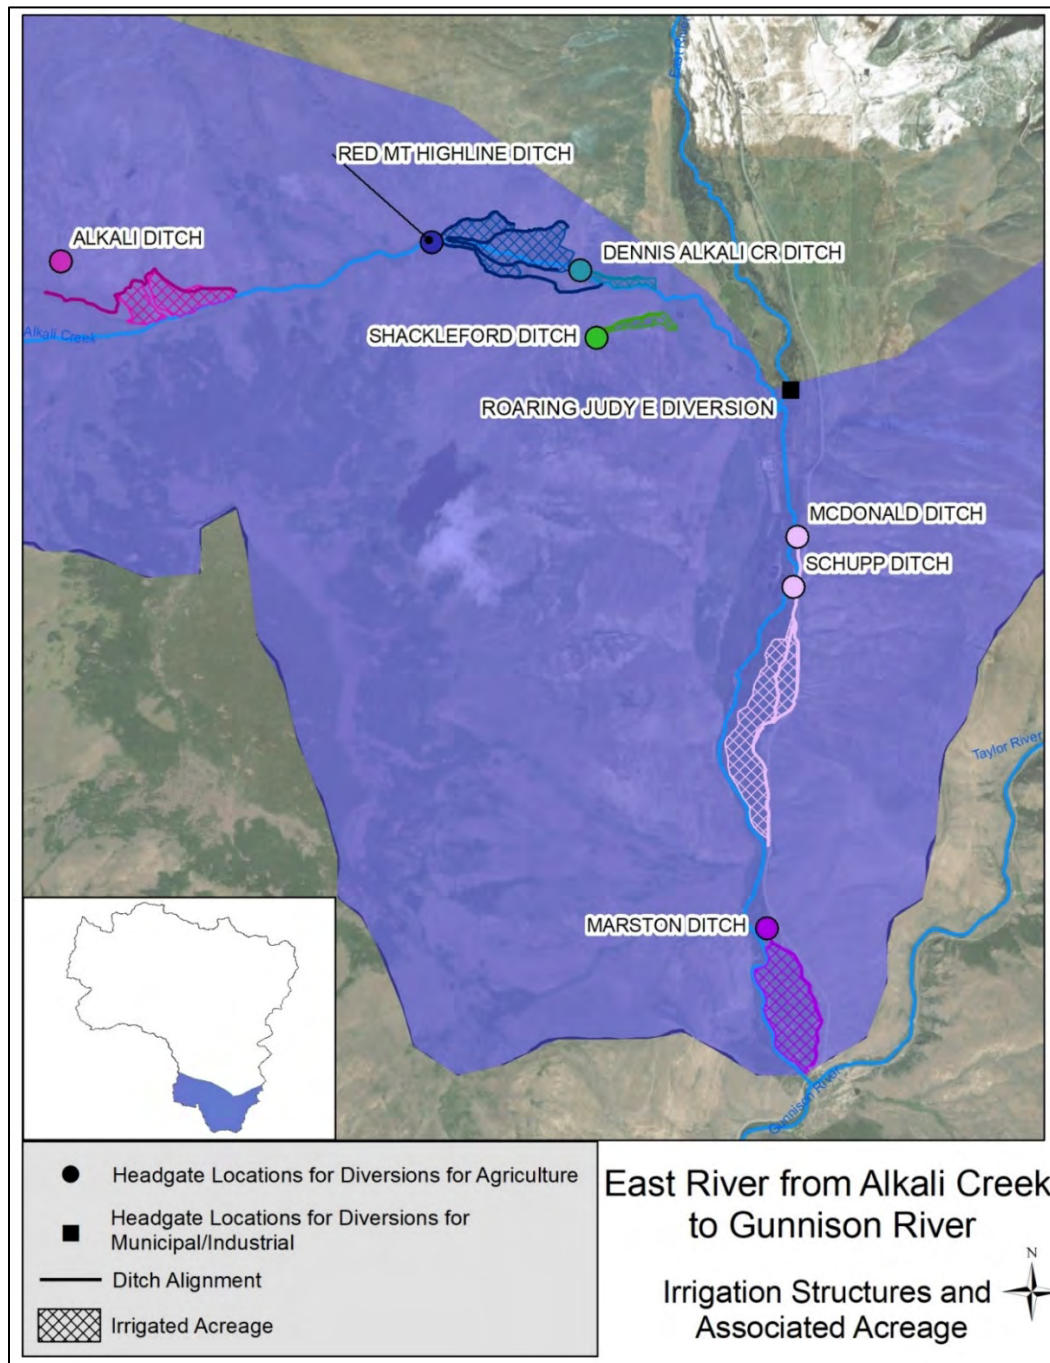 East River
RED MT HIGHLINE DITCH
ALKALI DITCH
DENNIS ALKALI CR DITCH
Alkali Creek
SHACKLEFORD DITCH
ROARING JUDY E DIVERSION
MCDONALD DITCH
SCHUPP DITCH
Taylor River
MARSTON DITCH
Gunnison River
Headgate Locations for Diversions for Agriculture
Headgate Locations for Diversions for
Municipal/Industrial
Ditch Alignment
Irrigated Acreage
East River from Alkali Creek
to Gunnison River
N
Irrigation Structures and
Associated Acreage